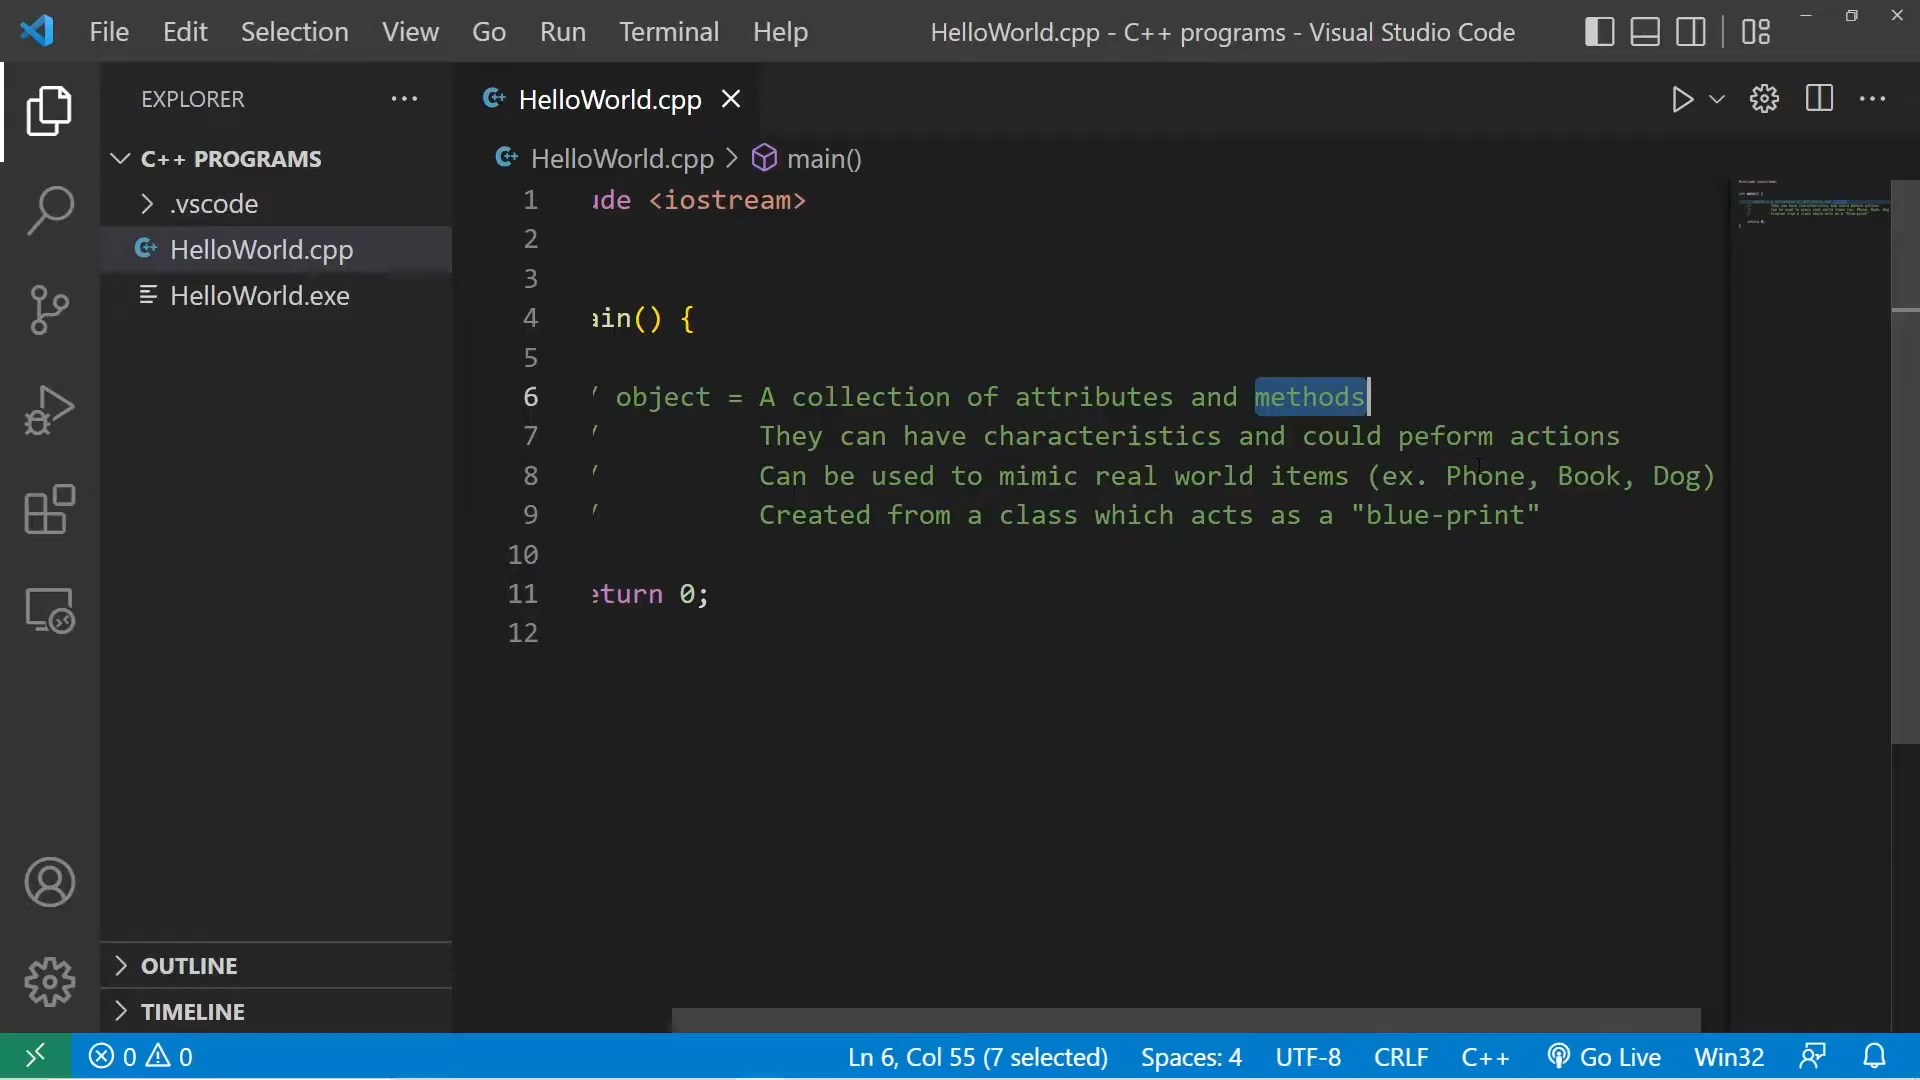 File Edit Selection View Go Run Terminal Help HelloWorld.cpp - C++ programs - Visual Studio Code
EXPLORER
C++ PROGRAMS
.vscode
HelloWorld.cpp
HelloWorld.exe
OUTLINE
TIMELINE
HelloWorld.cpp
HelloWorld.cpp > main()
1 ude <iostream>
2
3
4 ain() {
5
6 / object = A collection of attributes and methods
7 / They can have characteristics and could peform actions
8 / Can be used to mimic real world items (ex. Phone, Book, Dog)
9 / Created from a class which acts as a "blue-print"
10
11 eturn 0;
12
0 0 Ln 6, Col 55 (7 selected) Spaces: 4 UTF-8 CRLF C++ Go Live Win32